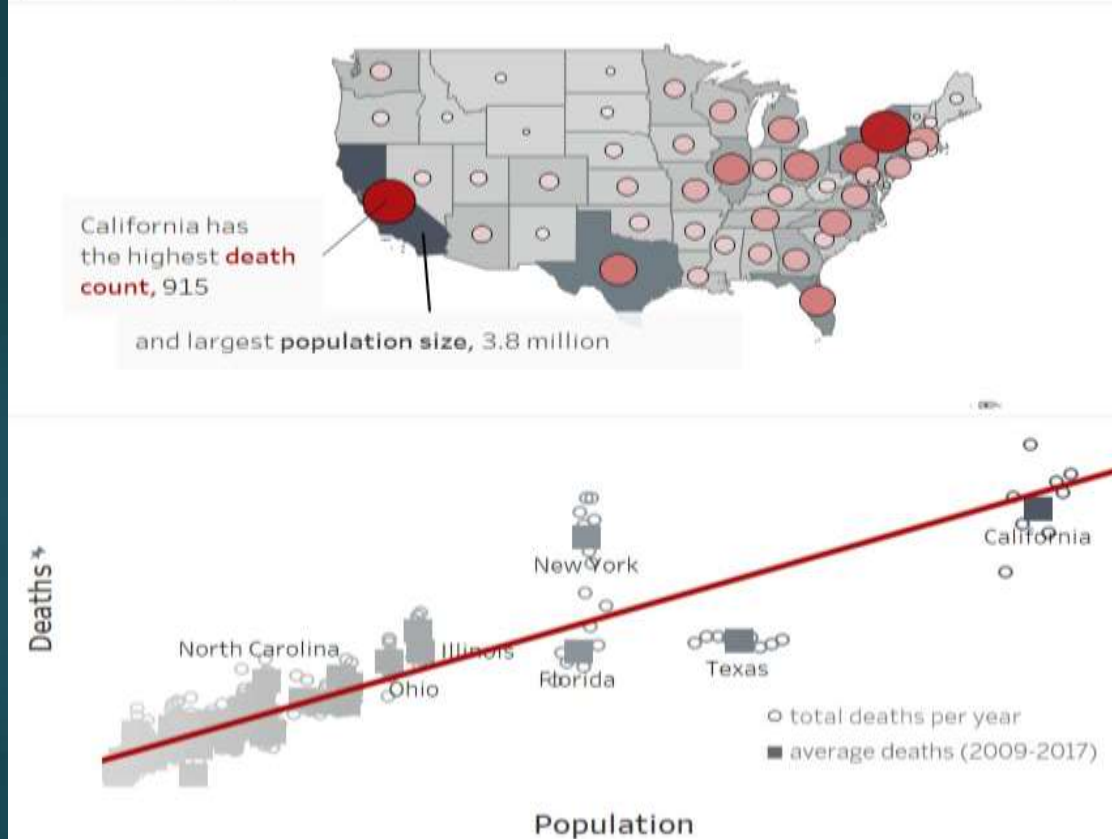 California has
the highest death
count, 915
and largest population size, 3.8 million
Deaths
New York
California
North Carolina
Illinois
Ohio
Florida
Texas
total deaths per year
average deaths (2009-2017)
Population